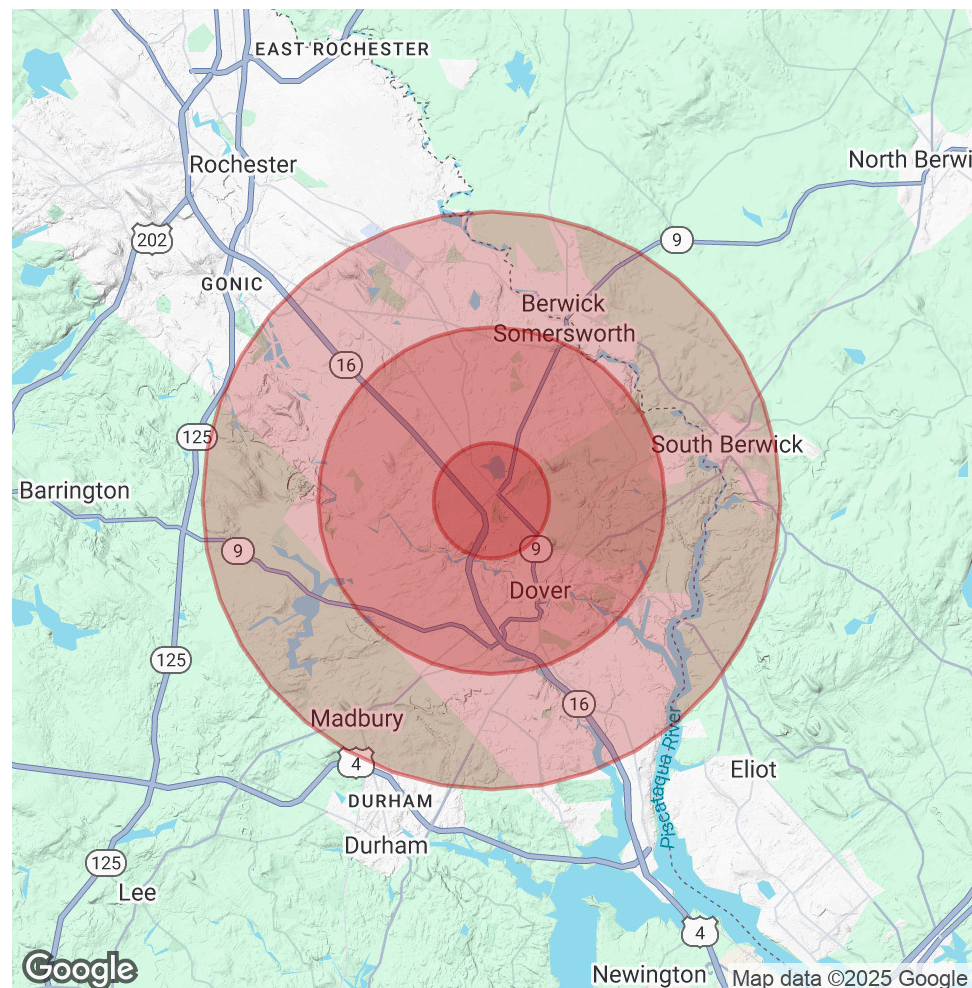 EAST ROCHESTER
Rochester
North Berwi
202
9
GONIC
Berwick
Somersworth
16
125
South Berwick
Barrington
9
9
Dover
125
16
Madbury
Piscataqua River
4
Eliot
DURHAM
Durham
125
Lee
4
Google
Newington
Map data ©2025 Google